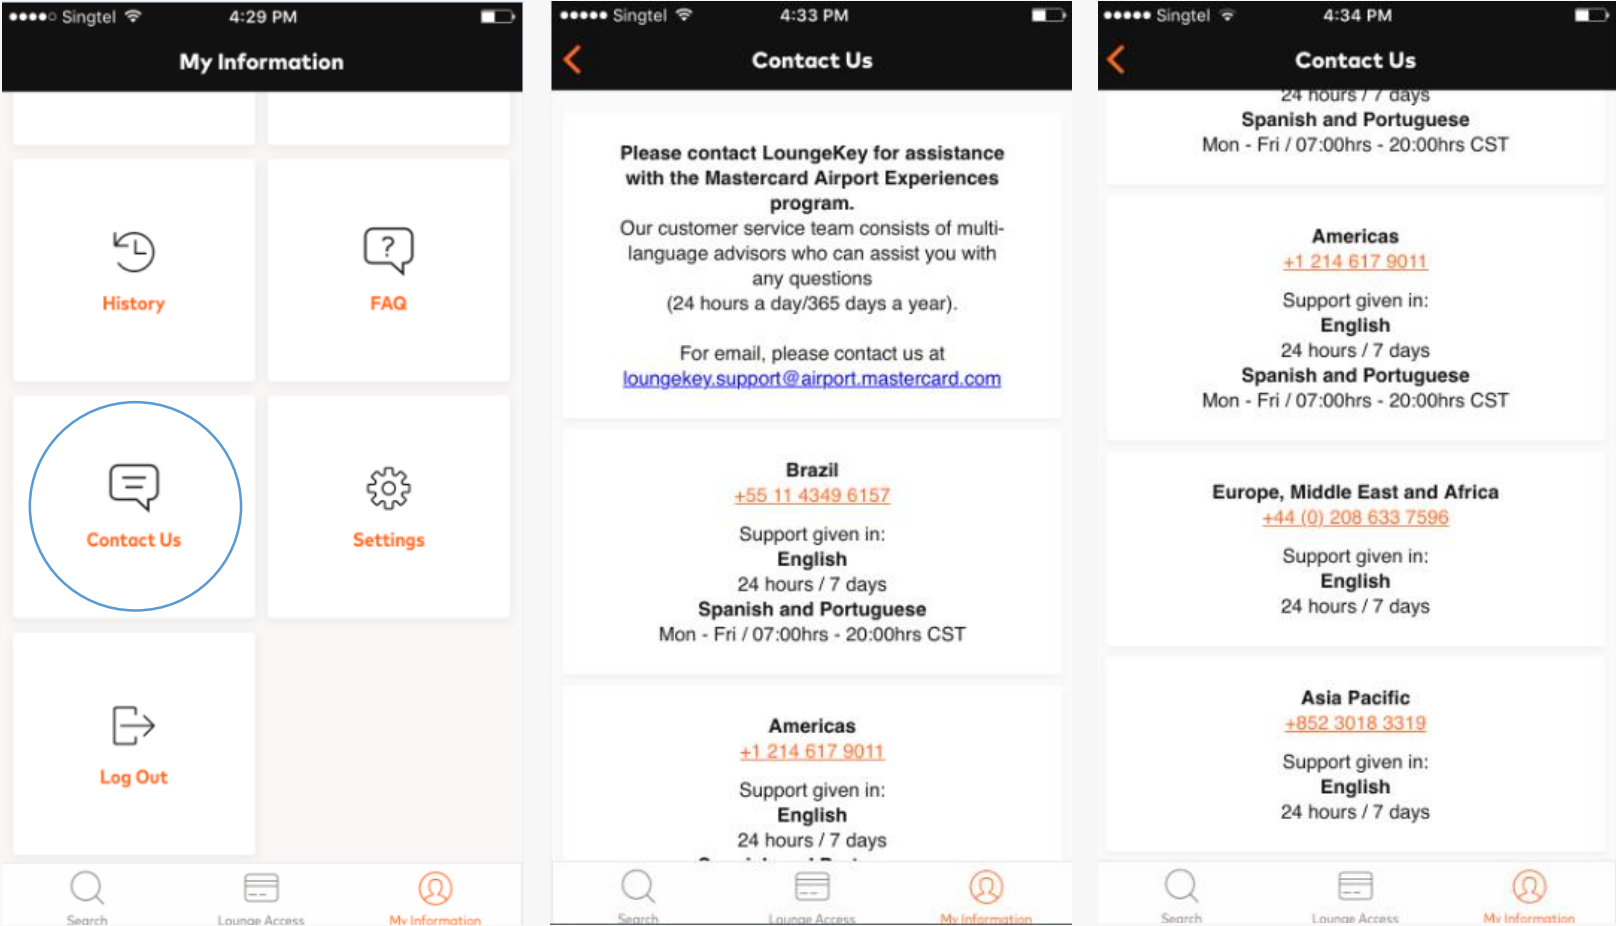 Singtel 4:29 PM
My Information
History
FAQ
?
Contact Us
Settings
Log Out
Search
Lounge Access
My Information
Singtel 4:33 PM
Contact Us
Please contact LoungeKey for assistance
with the Mastercard Airport Experiences
program.
Our customer service team consists of multi-
language advisors who can assist you with
any questions
(24 hours a day/365 days a year).
For email, please contact us at
loungekey.support@airport.mastercard.com
Brazil
+55 11 4349 6157
Support given in:
English
24 hours / 7 days
Spanish and Portuguese
Mon - Fri / 07:00hrs - 20:00hrs CST
Americas
+1 214 617 9011
Support given in:
English
24 hours / 7 days
Search
Lounge Access
My Information
Singtel 4:34 PM
Contact Us
24 hours / 7 days
Spanish and Portuguese
Mon - Fri / 07:00hrs - 20:00hrs CST
Americas
+1 214 617 9011
Support given in:
English
24 hours / 7 days
Spanish and Portuguese
Mon - Fri / 07:00hrs - 20:00hrs CST
Europe, Middle East and Africa
+44 (0) 208 633 7596
Support given in:
English
24 hours / 7 days
Asia Pacific
+852 3018 3319
Support given in:
English
24 hours / 7 days
Search
Lounge Access
My Information